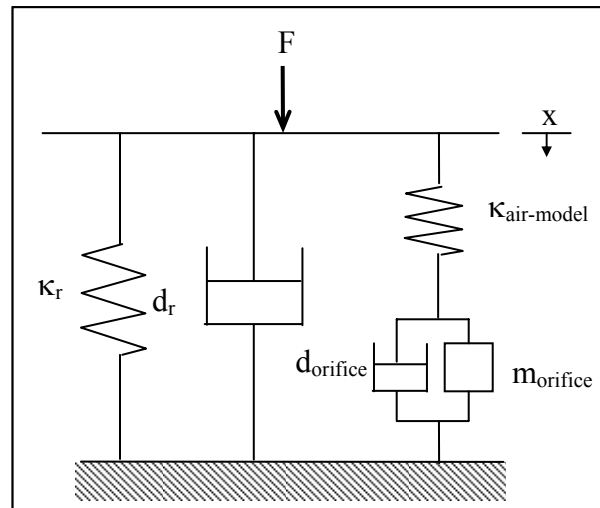 F
x
κair-model
κr
dr
dorifice
morifice